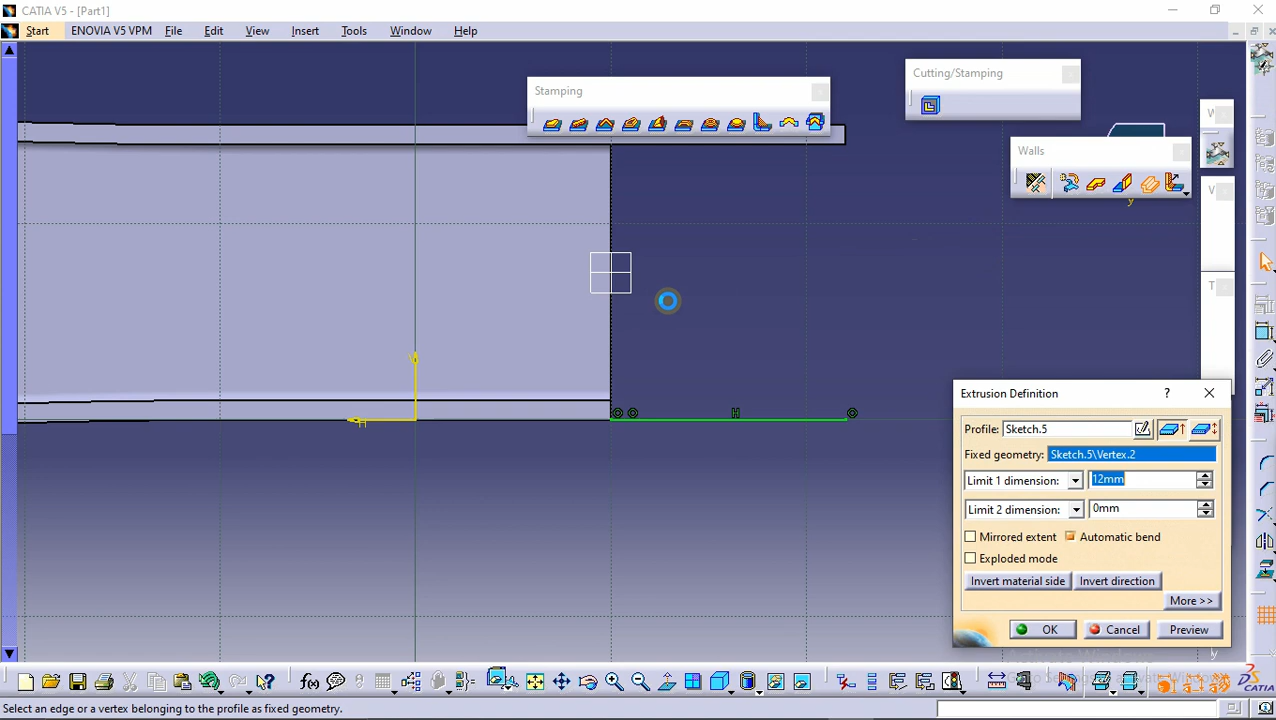 CATIA V5 - [Part1]
Start
ENOVIA V5 VPM
File
Edit
View
Insert
Tools
Window
Help
Stamping
Cutting/Stamping
Walls
W
V
T
y
V
H
H
Extrusion Definition
?
Profile: Sketch.5
Fixed geometry: Sketch.5\Vertex.2
Limit 1 dimension: 12mm
Limit 2 dimension: 0mm
Mirrored extent
Automatic bend
Exploded mode
Invert material side
Invert direction
More >>
OK
Cancel
Preview
Activate Windows
f(x)
CATIA
Select an edge or a vertex belonging to the profile as fixed geometry.